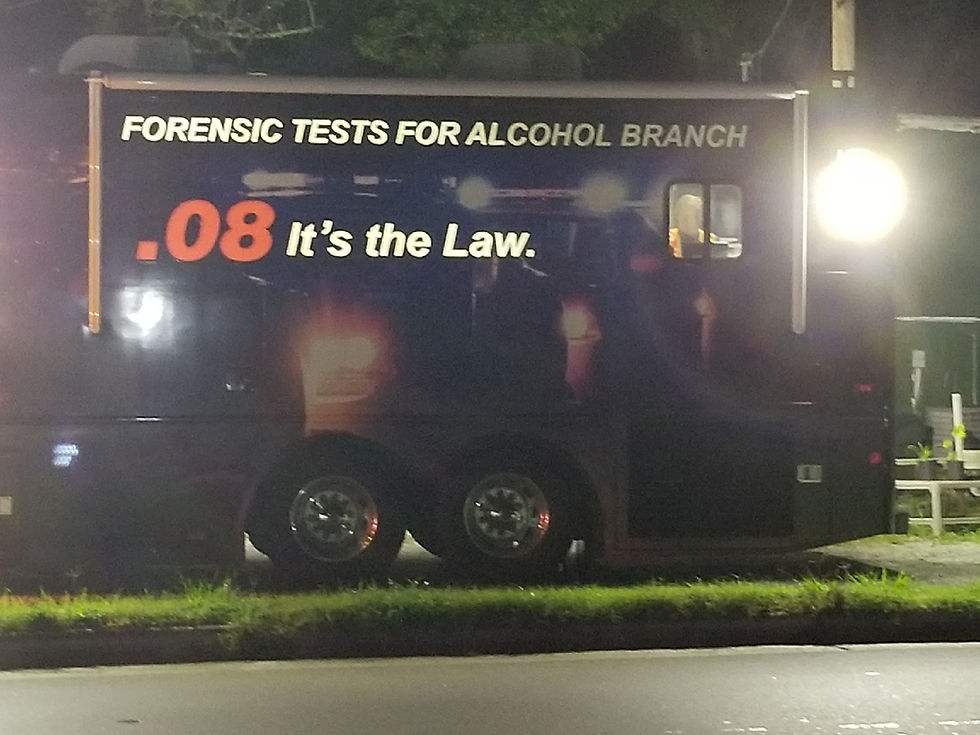 FORENSIC TESTS FOR ALCOHOL BRANCH
.08 It's the Law.